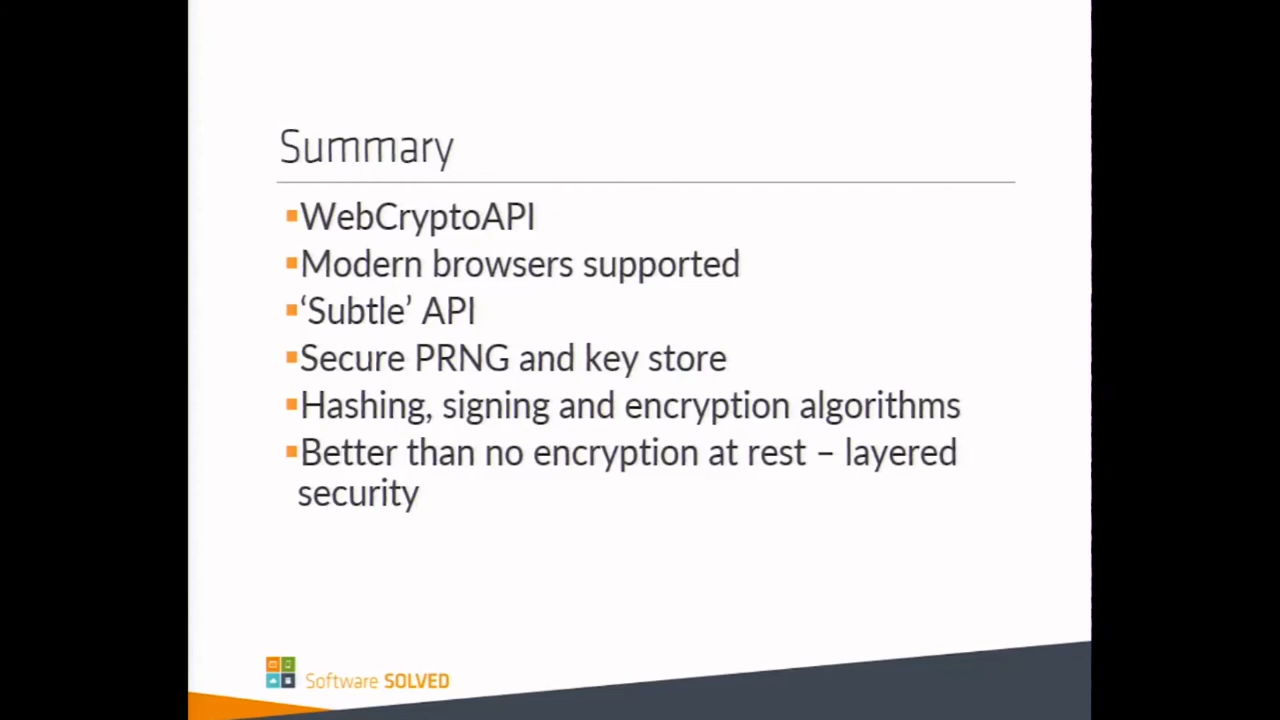 Summary
WebCryptoAPI
Modern browsers supported
‘Subtle’ API
Secure PRNG and key store
Hashing, signing and encryption algorithms
Better than no encryption at rest – layered
security
Software SOLVED